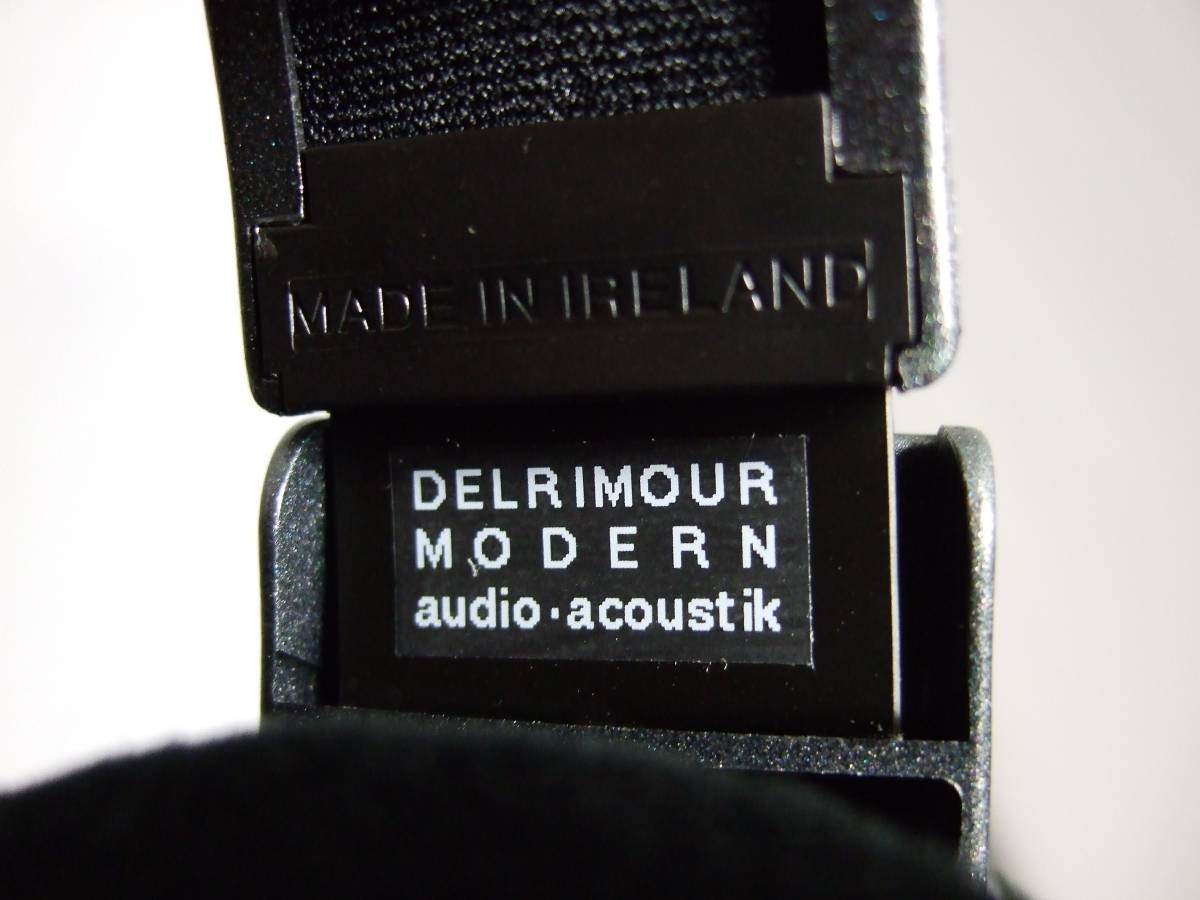 MADE IN IRELAND
DELRIMOUR
MODERN
audio·acoustik